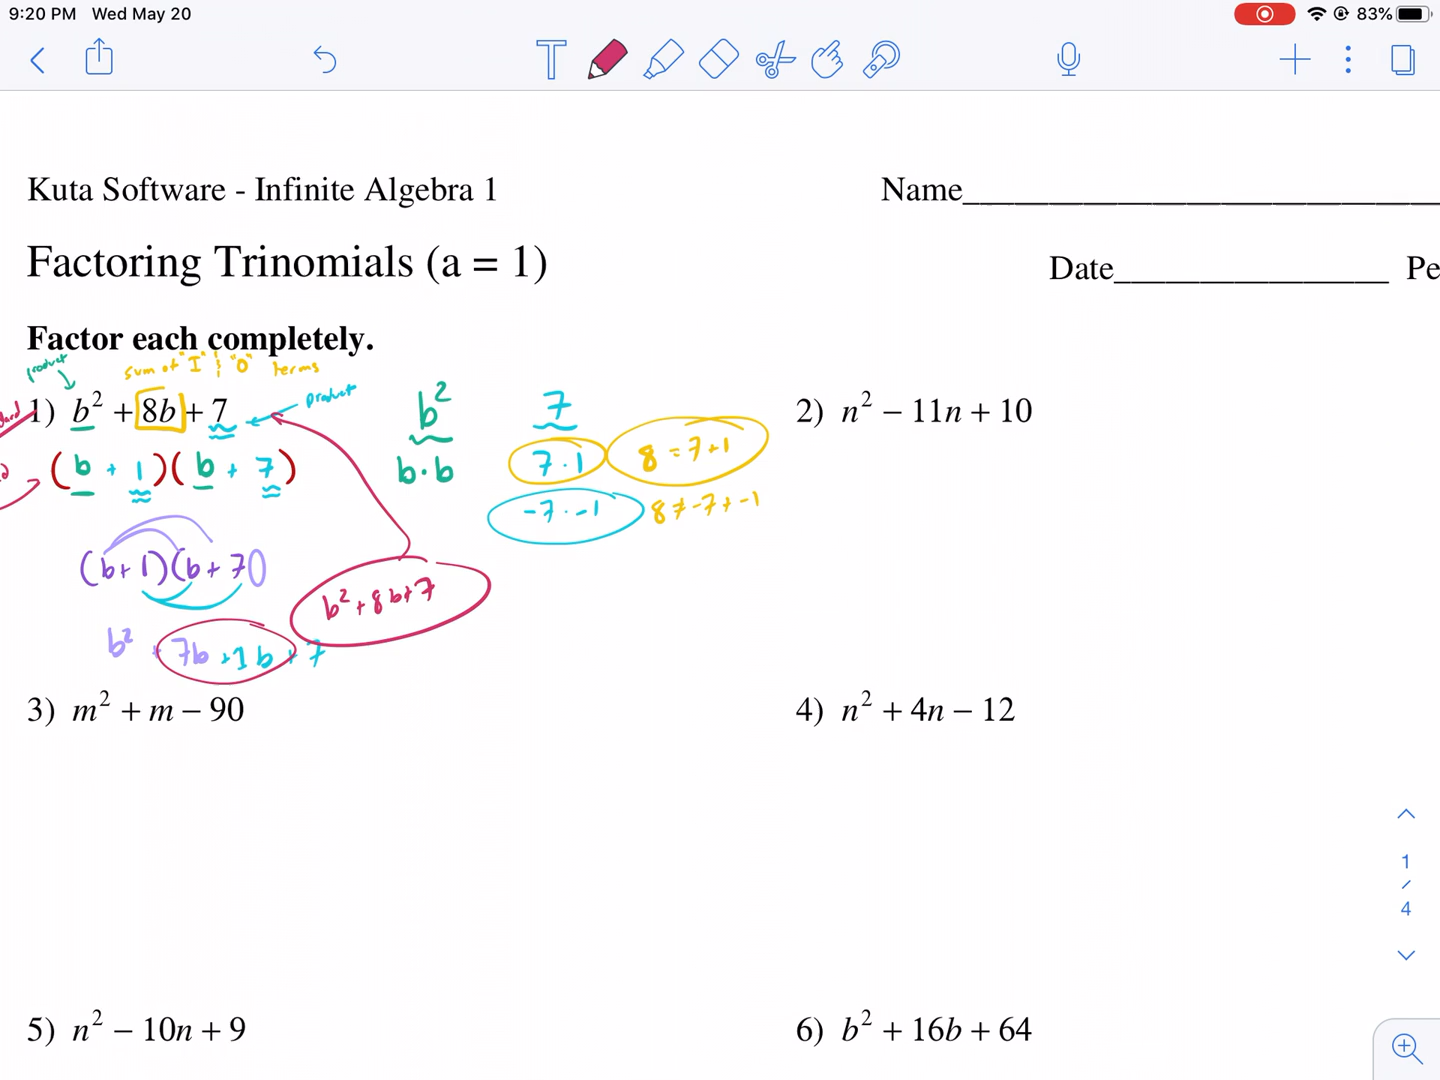 9:20 PM Wed May 20
83%
T
Kuta Software - Infinite Algebra 1
Name
Factoring Trinomials (a = 1)
Date
Pe
Factor each completely.
product
sum of "I" & "O" terms
1) b² + 8b + 7
product
(b + 1)(b + 7)
b²
b · b
7
7 · 1
8 = 7 + 1
-7 · -1
8 ≠ -7 + -1
(b + 1)(b + 7)
b² + 7b + 1b + 7
b² + 8b + 7
2) n² − 11n + 10
3) m² + m − 90
4) n² + 4n − 12
5) n² − 10n + 9
6) b² + 16b + 64
1
/
4